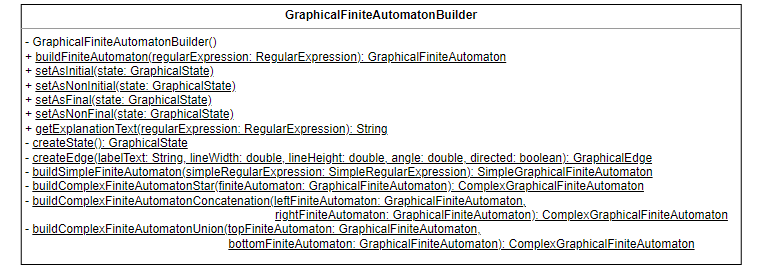 GraphicalFiniteAutomatonBuilder
- GraphicalFiniteAutomatonBuilder()
+ buildFiniteAutomaton(regularExpression: RegularExpression): GraphicalFiniteAutomaton
+ setAsInitial(state: GraphicalState)
+ setAsNonInitial(state: GraphicalState)
+ setAsFinal(state: GraphicalState)
+ setAsNonFinal(state: GraphicalState)
+ getExplanationText(regularExpression: RegularExpression): String
- createState(): GraphicalState
- createEdge(labelText: String, lineWidth: double, lineHeight: double, angle: double, directed: boolean): GraphicalEdge
- buildSimpleFiniteAutomaton(simpleRegularExpression: SimpleRegularExpression): SimpleGraphicalFiniteAutomaton
- buildComplexFiniteAutomatonStar(finiteAutomaton: GraphicalFiniteAutomaton): ComplexGraphicalFiniteAutomaton
- buildComplexFiniteAutomatonConcatenation(leftFiniteAutomaton: GraphicalFiniteAutomaton,
rightFiniteAutomaton: GraphicalFiniteAutomaton): ComplexGraphicalFiniteAutomaton
- buildComplexFiniteAutomatonUnion(topFiniteAutomaton: GraphicalFiniteAutomaton,
bottomFiniteAutomaton: GraphicalFiniteAutomaton): ComplexGraphicalFiniteAutomaton